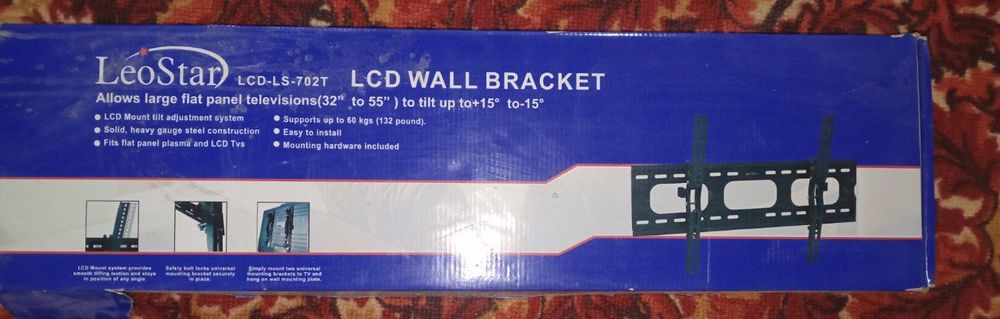 LeoStar LCD-LS-702T LCD WALL BRACKET
Allows large flat panel televisions(32” to 55” ) to tilt up to+15° to-15°
● LCD Mount tilt adjustment system
● Solid, heavy gauge steel construction
● Fits flat panel plasma and LCD Tvs
● Supports up to 60 kgs (132 pound).
● Easy to install
● Mounting hardware included
LCD Mount system provides
smooth tilting motion and stays
in position of any angle.
Safety bolt locks universal
mounting bracket securely
in place.
Simply mount two universal
mounting brackets to TV and
hang on wall mounting plate.